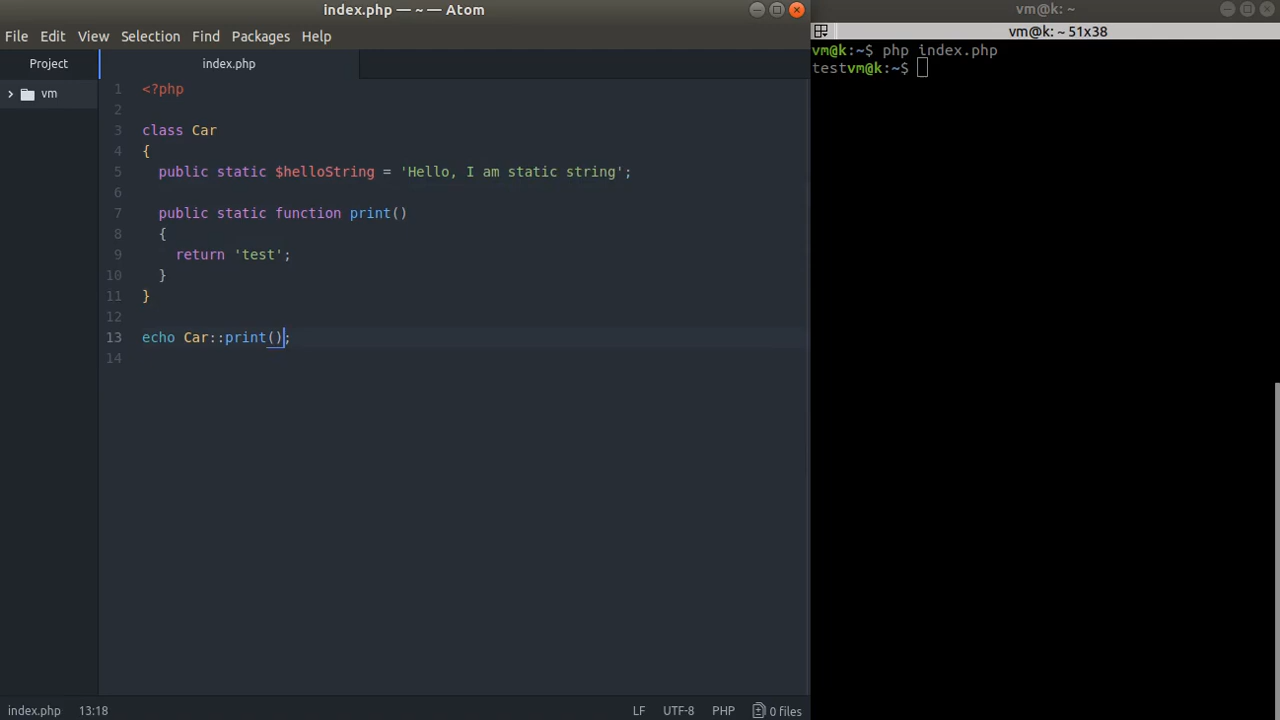 index.php — ~ — Atom
File Edit View Selection Find Packages Help
Project
index.php
vm
1 <?php
2
3 class Car
4 {
5 public static $helloString = 'Hello, I am static string';
6
7 public static function print()
8 {
9 return 'test';
10 }
11 }
12
13 echo Car::print();
14
index.php 13:18 LF UTF-8 PHP 0 files
vm@k: ~
vm@k: ~ 51x38
vm@k:~$ php index.php
testvm@k:~$